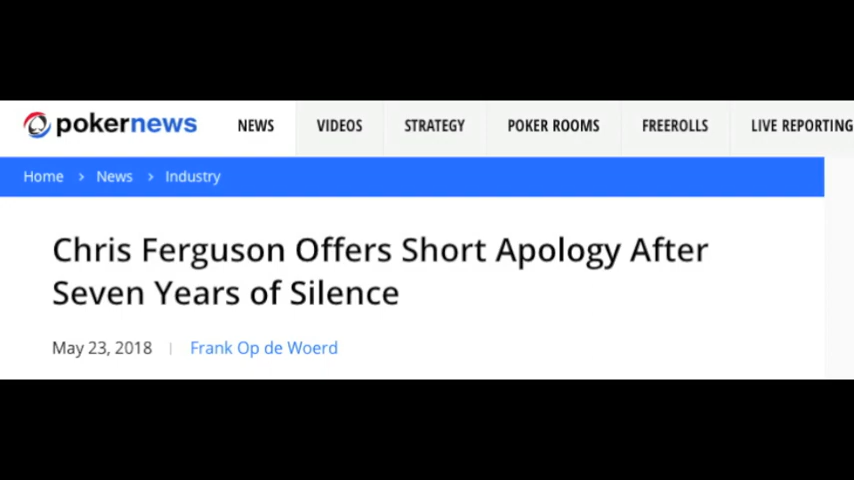 pokernews NEWS VIDEOS STRATEGY POKER ROOMS FREEROLLS LIVE REPORTING
Home > News > Industry
Chris Ferguson Offers Short Apology After
Seven Years of Silence
May 23, 2018 | Frank Op de Woerd